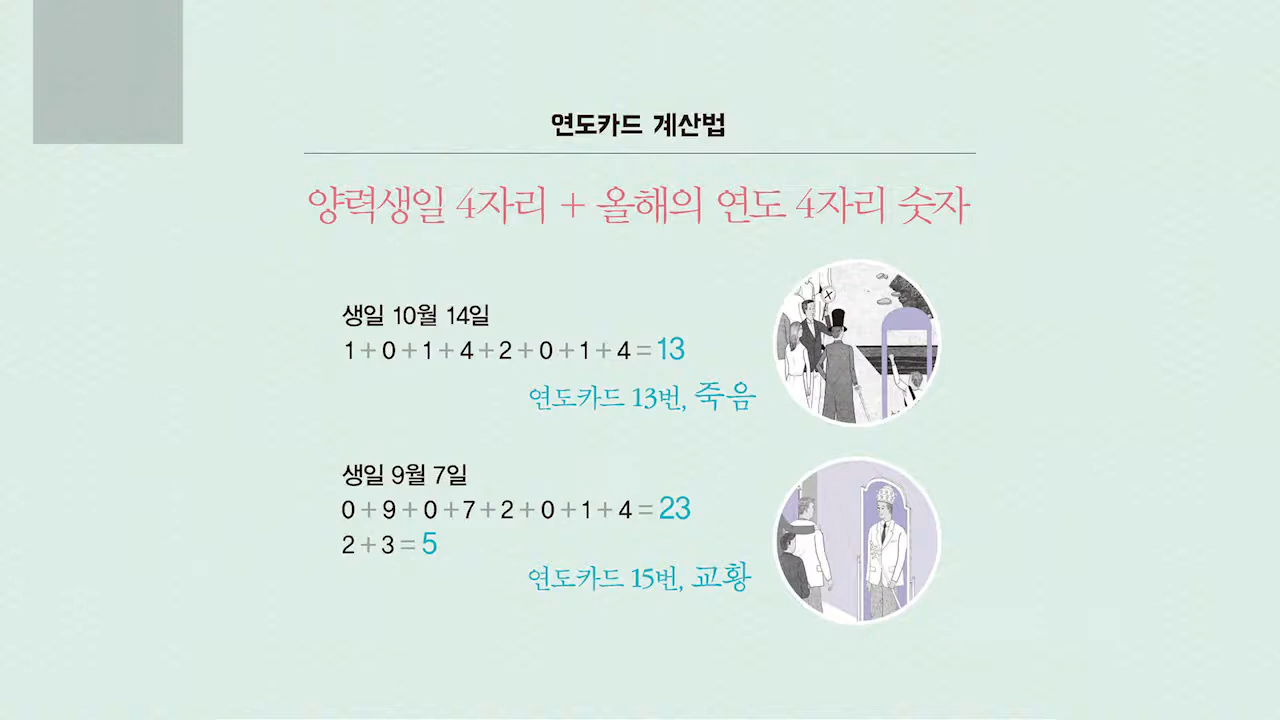 연도카드 계산법
양력생일 4자리 + 올해의 연도 4자리 숫자
생일 10월 14일
1+0+1+4+2+0+1+4=13
연도카드 13번, 죽음
생일 9월 7일
0+9+0+7+2+0+1+4=23
2+3=5
연도카드 15번, 교황